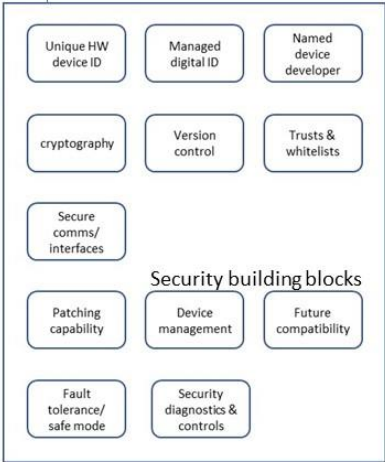 Unique HW
device ID
Managed
digital ID
Named
device
developer
cryptography
Version
control
Trusts &
whitelists
Secure
comms/
interfaces
Security building blocks
Patching
capability
Device
management
Future
compatibility
Fault
tolerance/
safe mode
Security
diagnostics &
controls